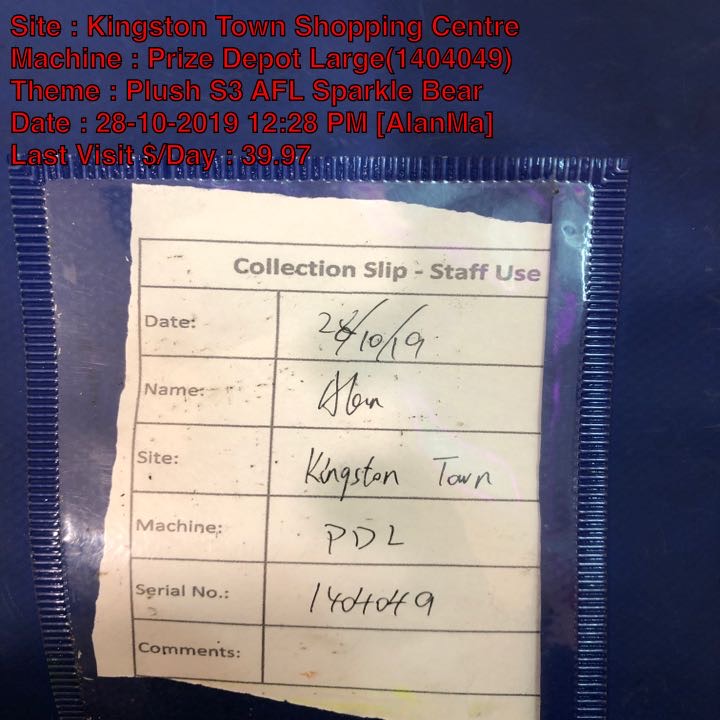 Site : Kingston Town Shopping Centre
Machine : Prize Depot Large(1404049)
Theme : Plush S3 AFL Sparkle Bear
Date : 28-10-2019 12:28 PM [AlanMa]
Last Visit $/Day : 39.97
Collection Slip - Staff Use
Date: 28/10/19
Name: Alan
Site: Kingston Town
Machine: PDL
Serial No.: 1404049
Comments: